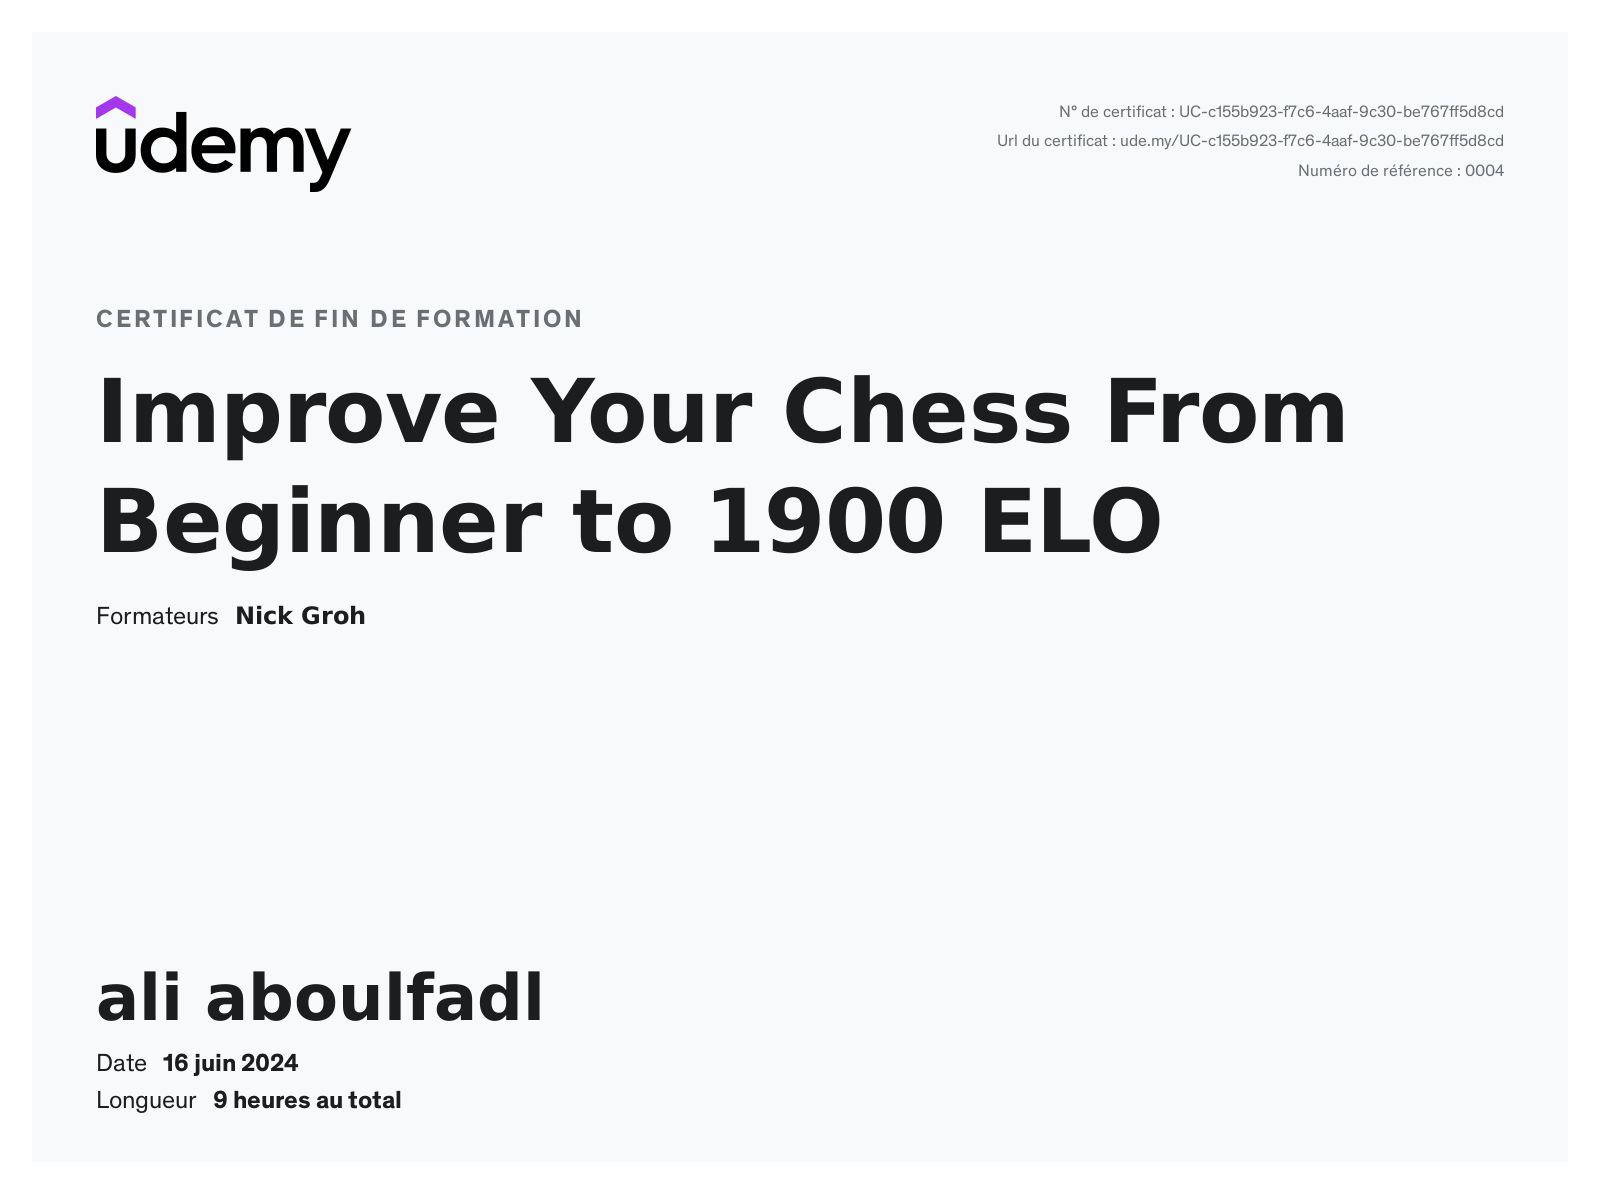 udemy
N° de certificat : UC-c155b923-f7c6-4aaf-9c30-be767ff5d8cd
Url du certificat : ude.my/UC-c155b923-f7c6-4aaf-9c30-be767ff5d8cd
Numéro de référence : 0004
CERTIFICAT DE FIN DE FORMATION
Improve Your Chess From
Beginner to 1900 ELO
Formateurs Nick Groh
ali aboulfadl
Date 16 juin 2024
Longueur 9 heures au total